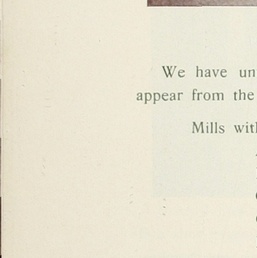 We have un
appear from the
Mills with